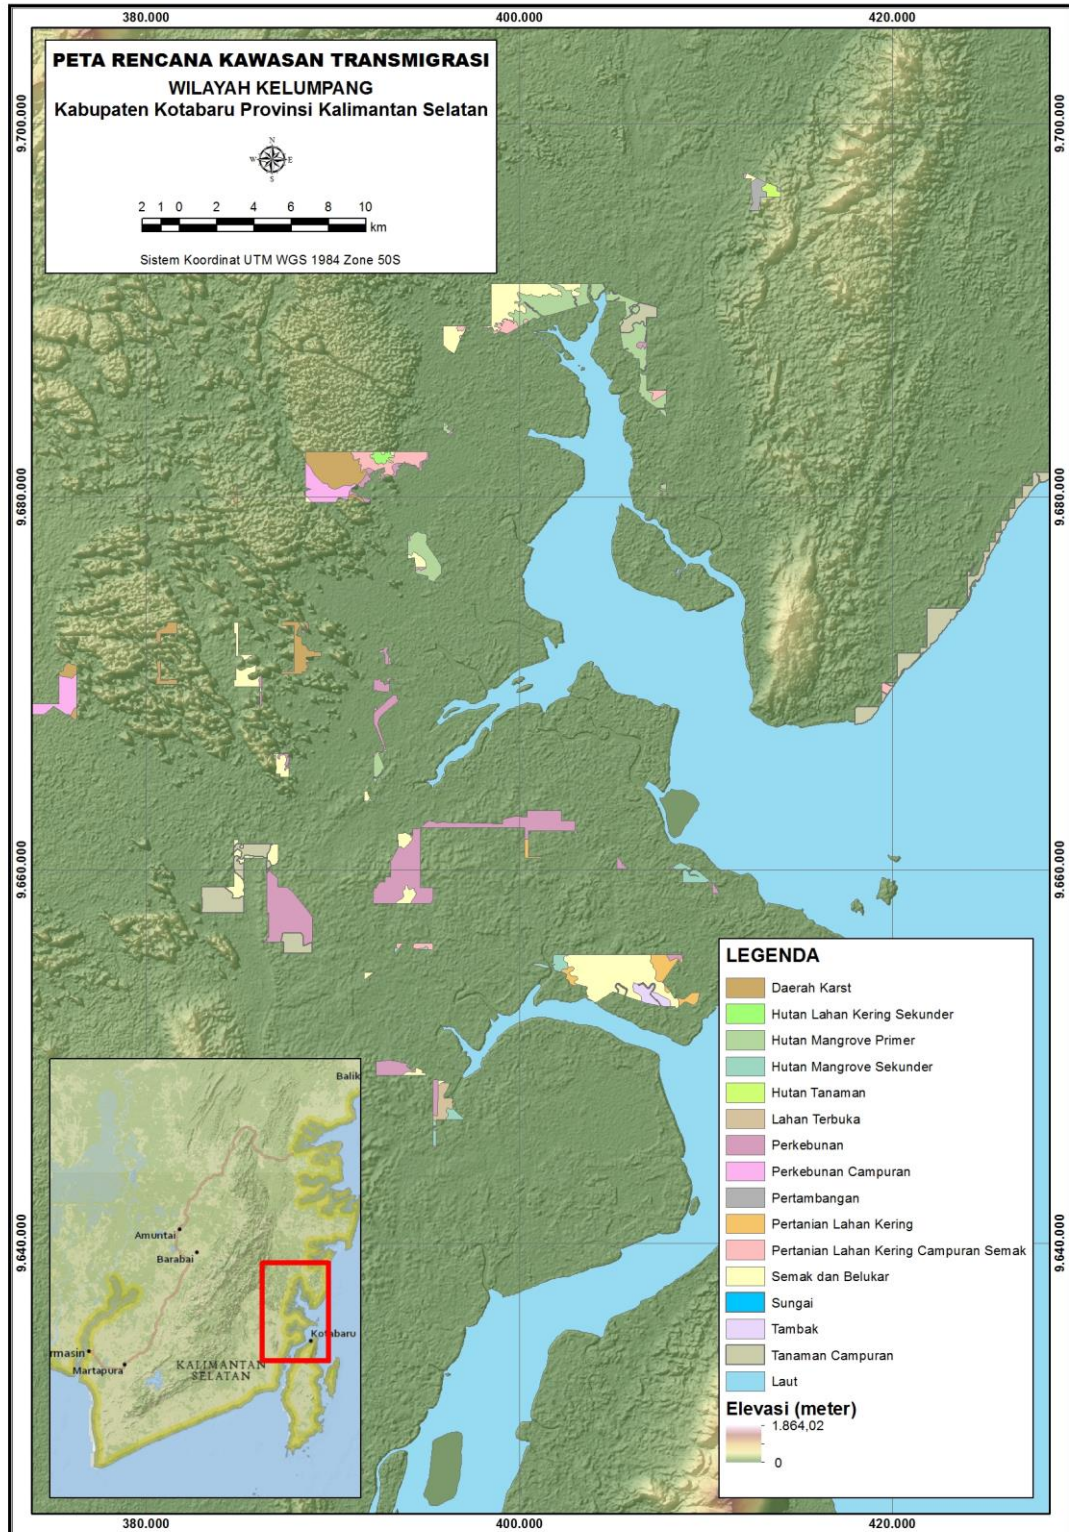 380.000
400.000
420.000
PETA RENCANA KAWASAN TRANSMIGRASI
WILAYAH KELUMPANG
Kabupaten Kotabaru Provinsi Kalimantan Selatan
N
W E
S
2 1 0 2 4 6 8 10
km
Sistem Koordinat UTM WGS 1984 Zone 50S
9.700.000
9.700.000
9.680.000
9.680.000
9.660.000
9.660.000
9.640.000
9.640.000
LEGENDA
Daerah Karst
Hutan Lahan Kering Sekunder
Hutan Mangrove Primer
Hutan Mangrove Sekunder
Hutan Tanaman
Lahan Terbuka
Perkebunan
Perkebunan Campuran
Pertambangan
Pertanian Lahan Kering
Pertanian Lahan Kering Campuran Semak
Semak dan Belukar
Sungai
Tambak
Tanaman Campuran
Laut
Elevasi (meter)
1.864,02
0
Balik
Amuntai
Barabai
Kotabaru
rmasin
Martapura
KALIMANTAN
SELATAN
380.000
400.000
420.000